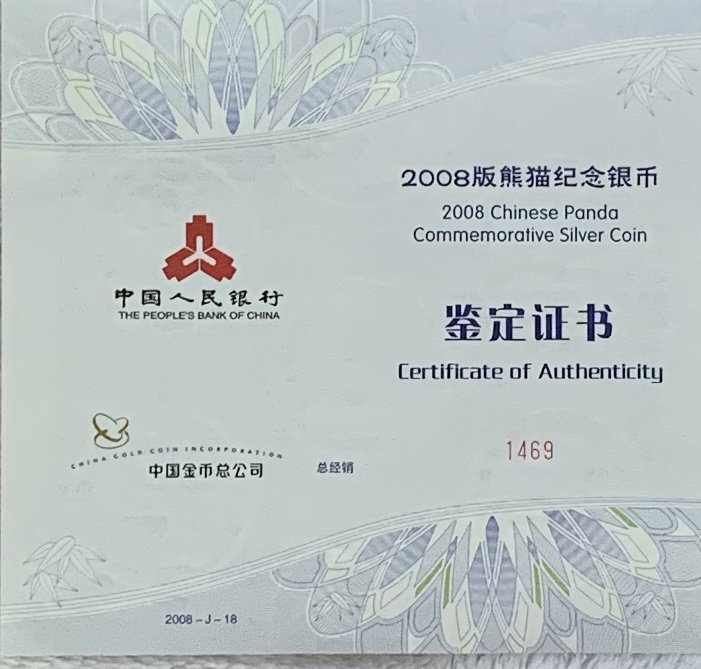 2008版熊猫纪念银币
2008 Chinese Panda
Commemorative Silver Coin
中国人民银行
THE PEOPLE'S BANK OF CHINA
鉴定证书
Certificate of Authenticity
CHINA GOLD COIN INCORPORATION
中国金币总公司
总经销
1469
2008-J-18